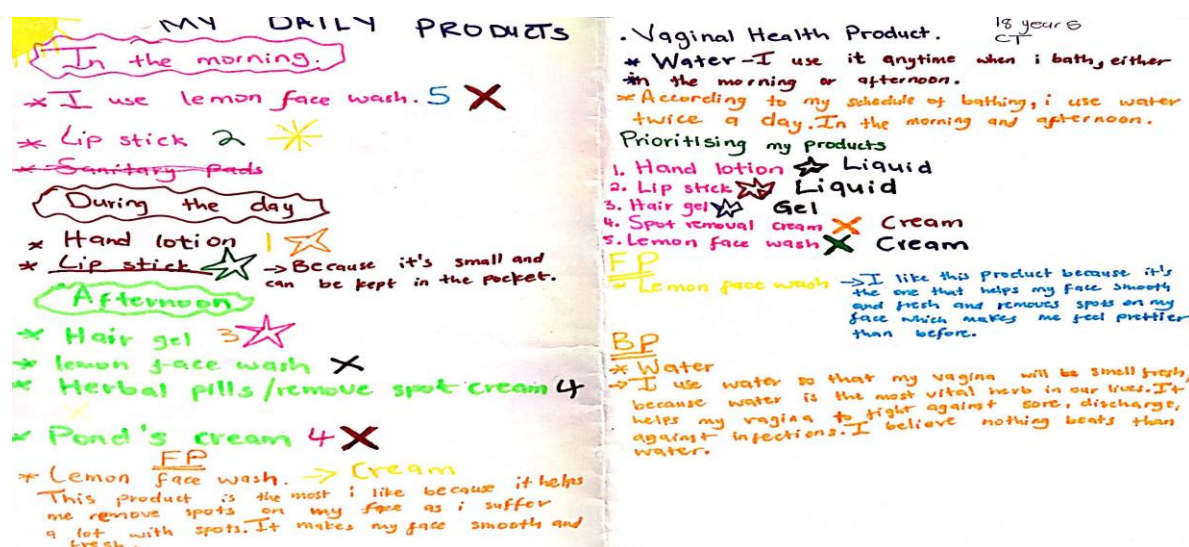 MY DAILY PRODUCTS
In the morning.
* I use lemon face wash. 5
* Lip stick 2
* Sanitary pads
During the day
* Hand lotion 1
* Lip stick → Because it's small and
can be kept in the pocket.
Afternoon
* Hair gel 3
* lemon face wash
* Herbal pills/remove spot cream 4
* Pond's cream 4
FP
* Lemon face wash. → Cream
This product is the most i like because it helps
me remove spots on my face as i suffer
a lot with spots. It makes my face smooth and
fresh.
. Vaginal Health Product.
18 years
CT
* Water - I use it anytime when i bath, either
in the morning or afternoon.
* According to my schedule of bathing, i use water
twice a day. In the morning and afternoon.
Prioritising my products
1. Hand lotion Liquid
2. Lip stick Liquid
3. Hair gel Gel
4. Spot removal cream Cream
5. Lemon face wash Cream
FP
* Lemon face wash → I like this product because it's
the one that helps my face smooth
and fresh and removes spots on my
face which makes me feel prettier
than before.
BP
* Water
→ I use water so that my vagina will be smell fresh,
because water is the most vital herb in our lives. It
helps my vagina to fight against sore, discharge,
against infections. I believe nothing beats than
water.